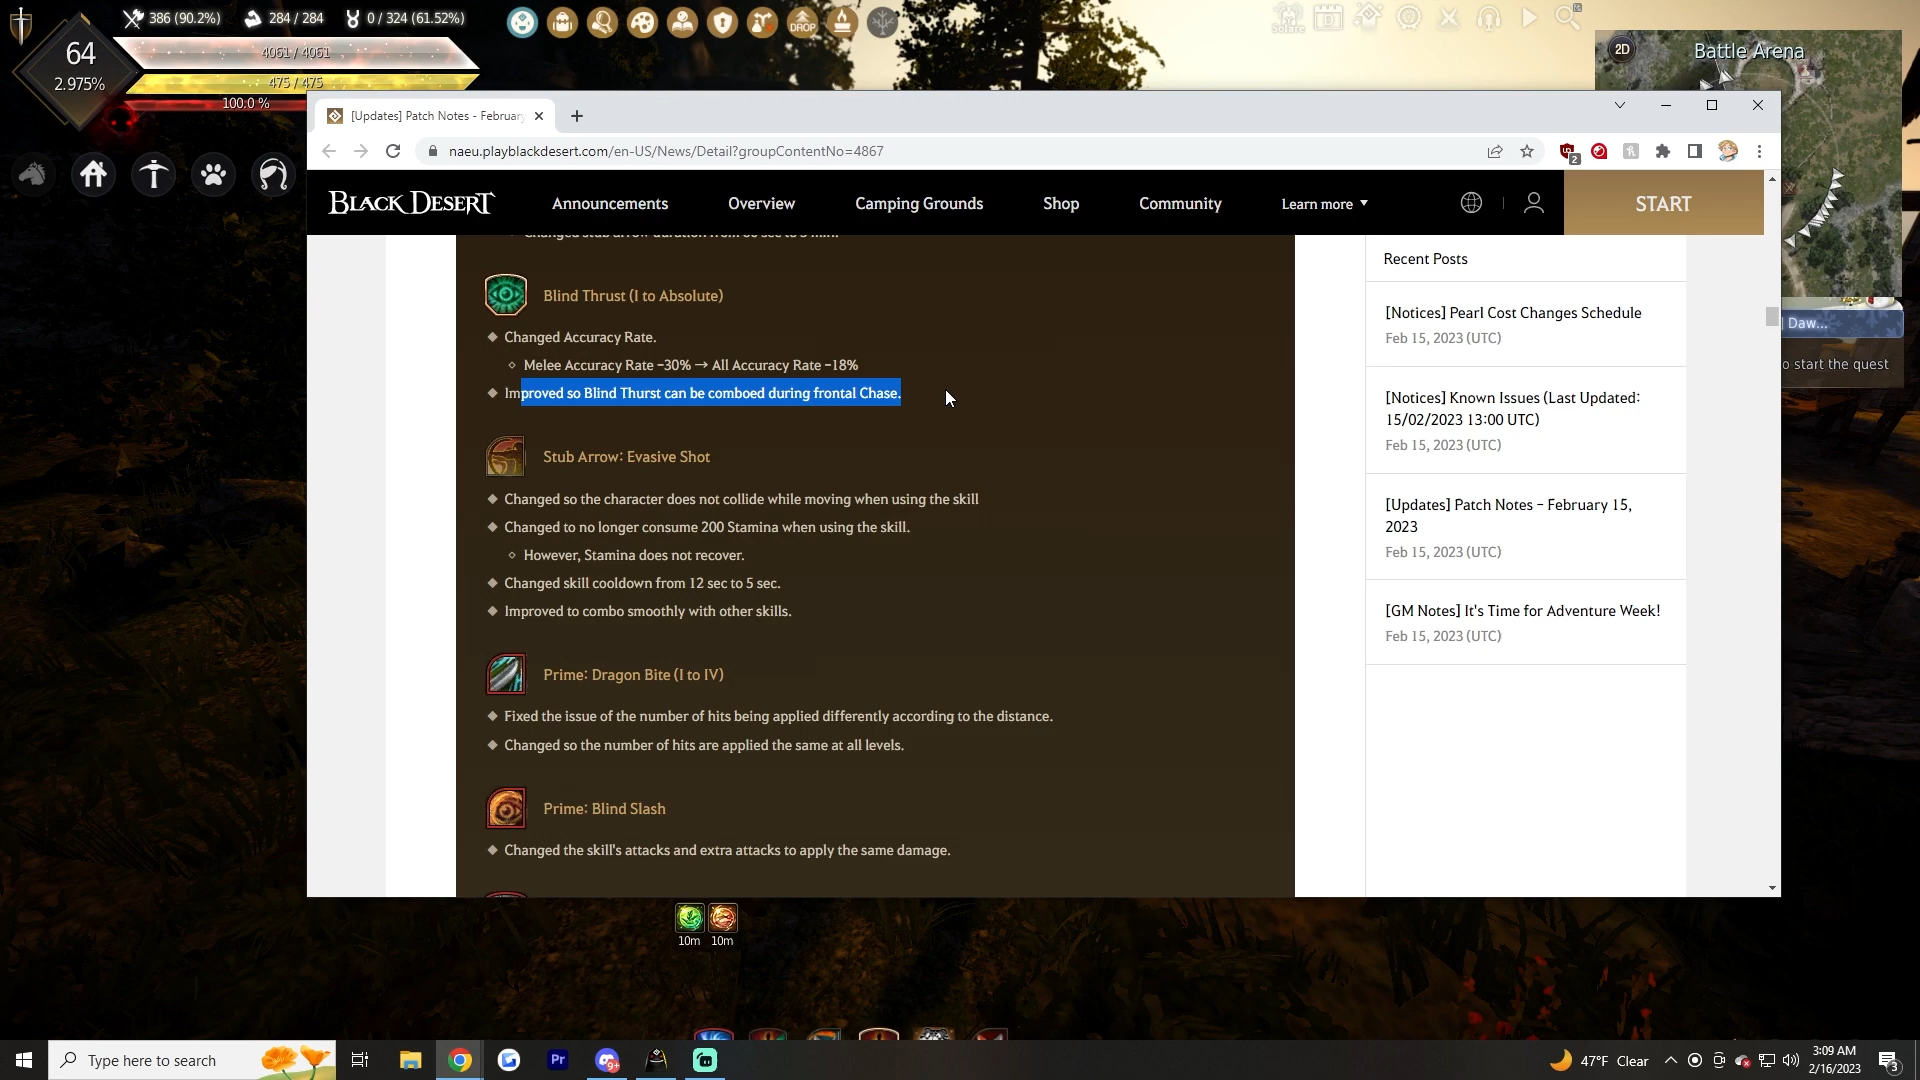 386 (90.2%) 284 / 284 0 / 324 (61.52%)
64
2.975%
4061 / 4061
475 / 475
100.0 %
DROP
Solare
2D Battle Arena
[Updates] Patch Notes - February
naeu.playblackdesert.com/en-US/News/Detail?groupContentNo=4867
2
BLACK DESERT Announcements Overview Camping Grounds Shop Community Learn more START
Changed stub arrow duration from
Blind Thrust (I to Absolute)
Changed Accuracy Rate.
Melee Accuracy Rate -30% → All Accuracy Rate -18%
Improved so Blind Thurst can be comboed during frontal Chase.
Stub Arrow: Evasive Shot
Changed so the character does not collide while moving when using the skill
Changed to no longer consume 200 Stamina when using the skill.
However, Stamina does not recover.
Changed skill cooldown from 12 sec to 5 sec.
Improved to combo smoothly with other skills.
Prime: Dragon Bite (I to IV)
Fixed the issue of the number of hits being applied differently according to the distance.
Changed so the number of hits are applied the same at all levels.
Prime: Blind Slash
Changed the skill's attacks and extra attacks to apply the same damage.
Recent Posts
[Notices] Pearl Cost Changes Schedule
Feb 15, 2023 (UTC)
[Notices] Known Issues (Last Updated:
15/02/2023 13:00 UTC)
Feb 15, 2023 (UTC)
[Updates] Patch Notes - February 15,
2023
Feb 15, 2023 (UTC)
[GM Notes] It's Time for Adventure Week!
Feb 15, 2023 (UTC)
Daw...
o start the quest
10m 10m
Type here to search
Pr
9+
47°F Clear
3:09 AM
2/16/2023
3